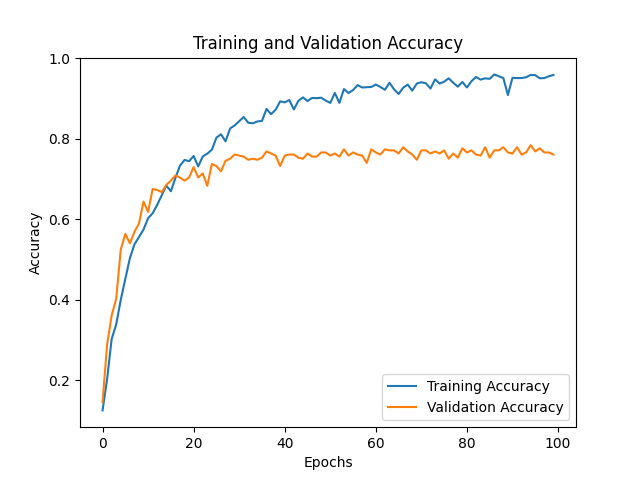 Training and Validation Accuracy
1.0
0.8
0.6
0.4
0.2
Accuracy
0
20
40
60
80
100
Epochs
Training Accuracy
Validation Accuracy